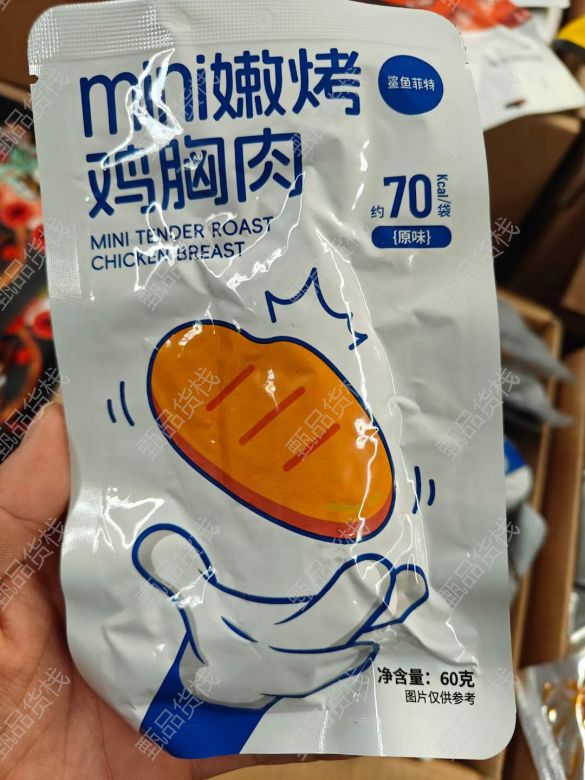 mini嫩烤
鸡胸肉
鲨鱼菲特
MINI TENDER ROAST
CHICKEN BREAST
约70Kcal/袋
{原味}
净含量：60克
图片仅供参考
甄品货栈